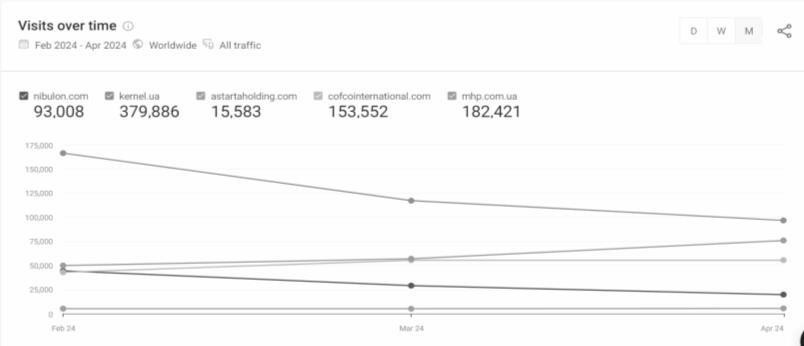 Visits over time
Feb 2024 - Apr 2024 Worldwide All traffic
D W M
nibulon.com kernel.ua astartaholding.com cofcointernational.com mhp.com.ua
93,008 379,886 15,583 153,552 182,421
175,000
150,000
125,000
100,000
75,000
50,000
25,000
0
Feb 24 Mar 24 Apr 24